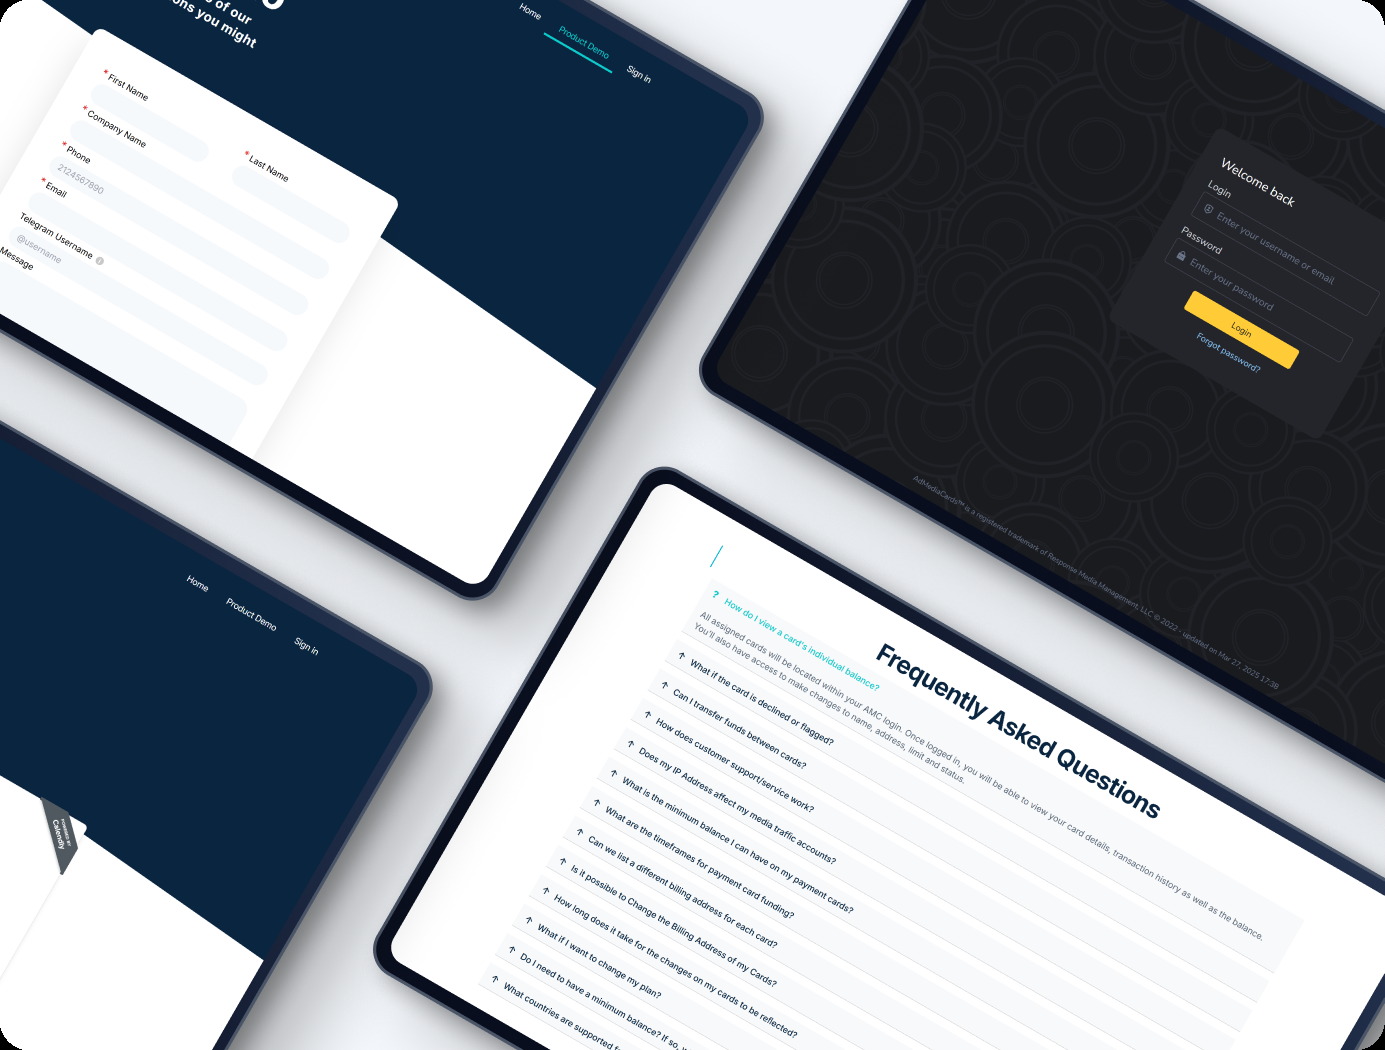 s of our
ons you might
Home
Product Demo
Sign in
* First Name
* Last Name
* Company Name
* Phone
2124567890
* Email
Telegram Username
@username
Message
Welcome back
Login
Enter your username or email
Password
Enter your password
Login
Forgot password?
AdMediaCards™ is a registered trademark of Response Media Management, LLC © 2022 - updated on Mar 27, 2025 17:38
Home
Product Demo
Sign in
POWERED BY
Calendly
Frequently Asked Questions
? How do I view a card's individual balance?
All assigned cards will be located within your AMC login. Once logged in, you will be able to view your card details, transaction history as well as the balance.
You'll also have access to make changes to name, address, limit and status.
What if the card is declined or flagged?
Can I transfer funds between cards?
How does customer support/service work?
Does my IP Address affect my media traffic accounts?
What is the minimum balance I can have on my payment cards?
What are the timeframes for payment card funding?
Can we list a different billing address for each card?
Is it possible to Change the Billing Address of my Cards?
How long does it take for the changes on my cards to be reflected?
What if I want to change my plan?
Do I need to have a minimum balance? If so,
What countries are supported